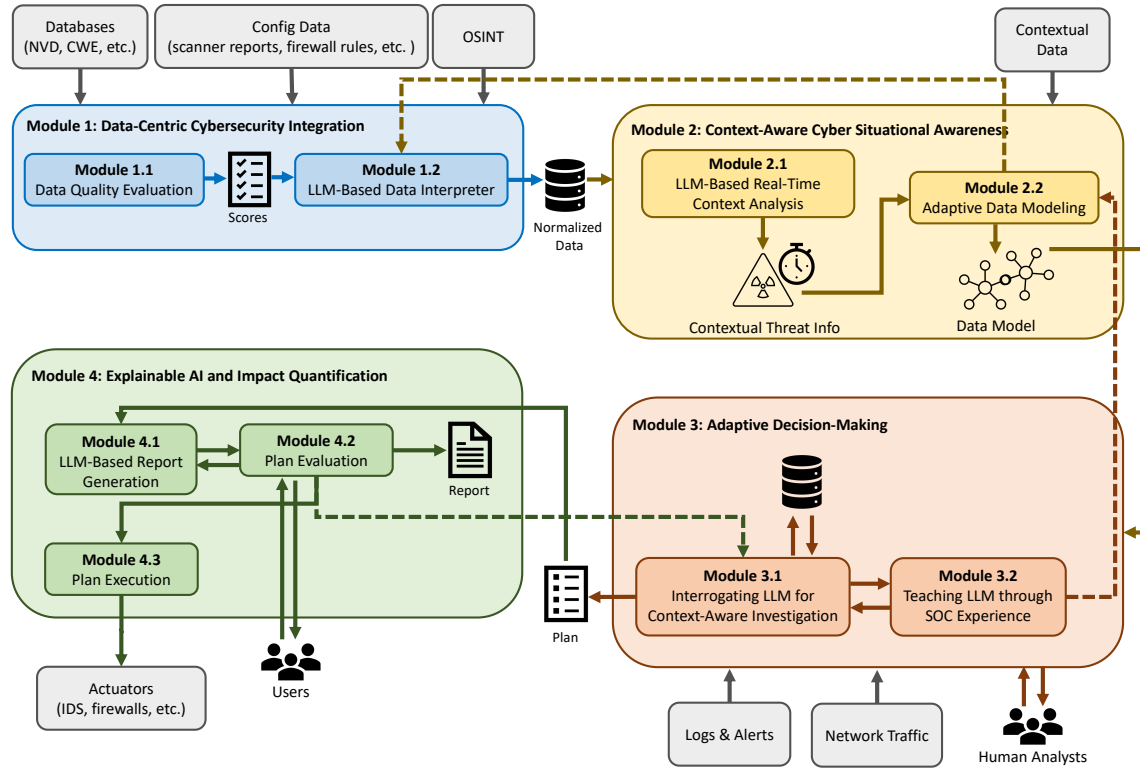 Databases
(NVD, CWE, etc.)
Config Data
(scanner reports, firewall rules, etc. )
OSINT
Contextual
Data
Module 1: Data-Centric Cybersecurity Integration
Module 1.1
Data Quality Evaluation
Scores
Module 1.2
LLM-Based Data Interpreter
Normalized
Data
Module 2: Context-Aware Cyber Situational Awareness
Module 2.1
LLM-Based Real-Time
Context Analysis
Module 2.2
Adaptive Data Modeling
Contextual Threat Info
Data Model
Module 4: Explainable AI and Impact Quantification
Module 4.1
LLM-Based Report
Generation
Module 4.2
Plan Evaluation
Report
Module 4.3
Plan Execution
Plan
Users
Actuators
(IDS, firewalls, etc.)
Module 3: Adaptive Decision-Making
Module 3.1
Interrogating LLM for
Context-Aware Investigation
Module 3.2
Teaching LLM through
SOC Experience
Logs & Alerts
Network Traffic
Human Analysts